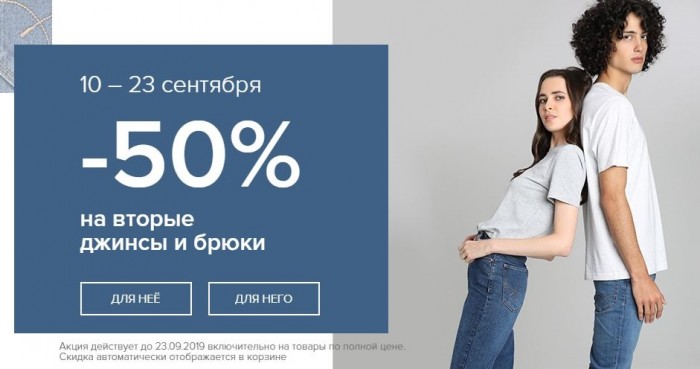 10 – 23 сентября
-50%
на вторые
джинсы и брюки
ДЛЯ НЕЁ
ДЛЯ НЕГО
Акция действует до 23.09.2019 включительно на товары по полной цене.
Скидка автоматически отображается в корзине